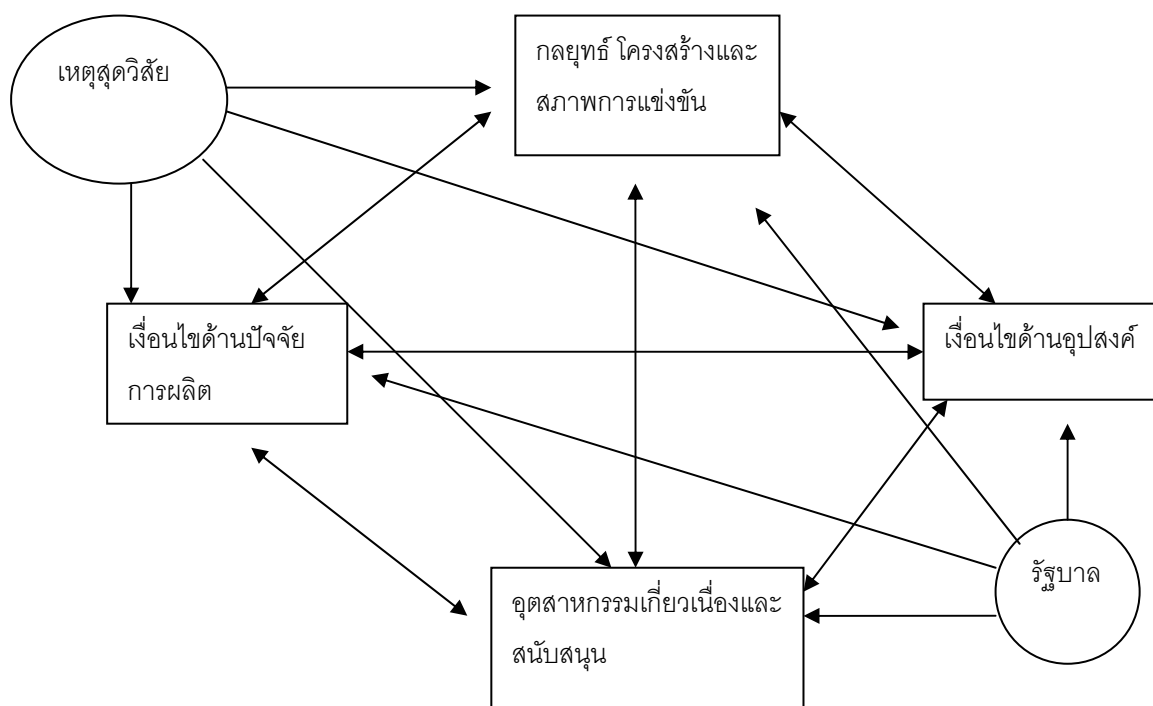 เหตุสุดวิสัย
กลยุทธ์ โครงสร้างและ
สภาพการแข่งขัน
เงื่อนไขด้านปัจจัย
การผลิต
เงื่อนไขด้านอุปสงค์
อุตสาหกรรมเกี่ยวเนื่องและ
สนับสนุน
รัฐบาล